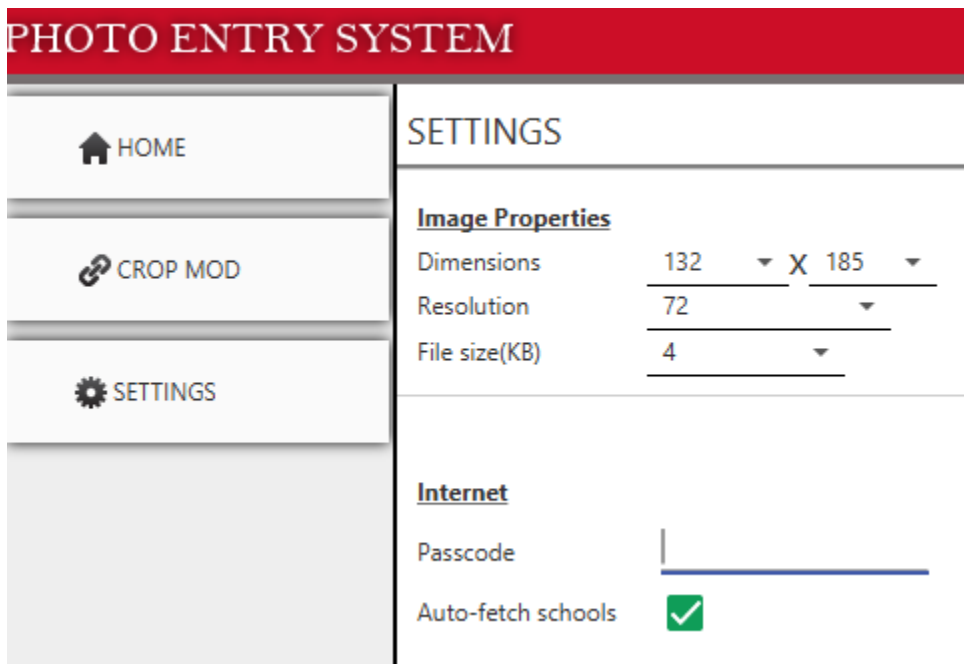 PHOTO ENTRY SYSTEM
HOME
CROP MOD
SETTINGS
SETTINGS
Image Properties
Dimensions 132 X 185
Resolution 72
File size(KB) 4
Internet
Passcode
Auto-fetch schools